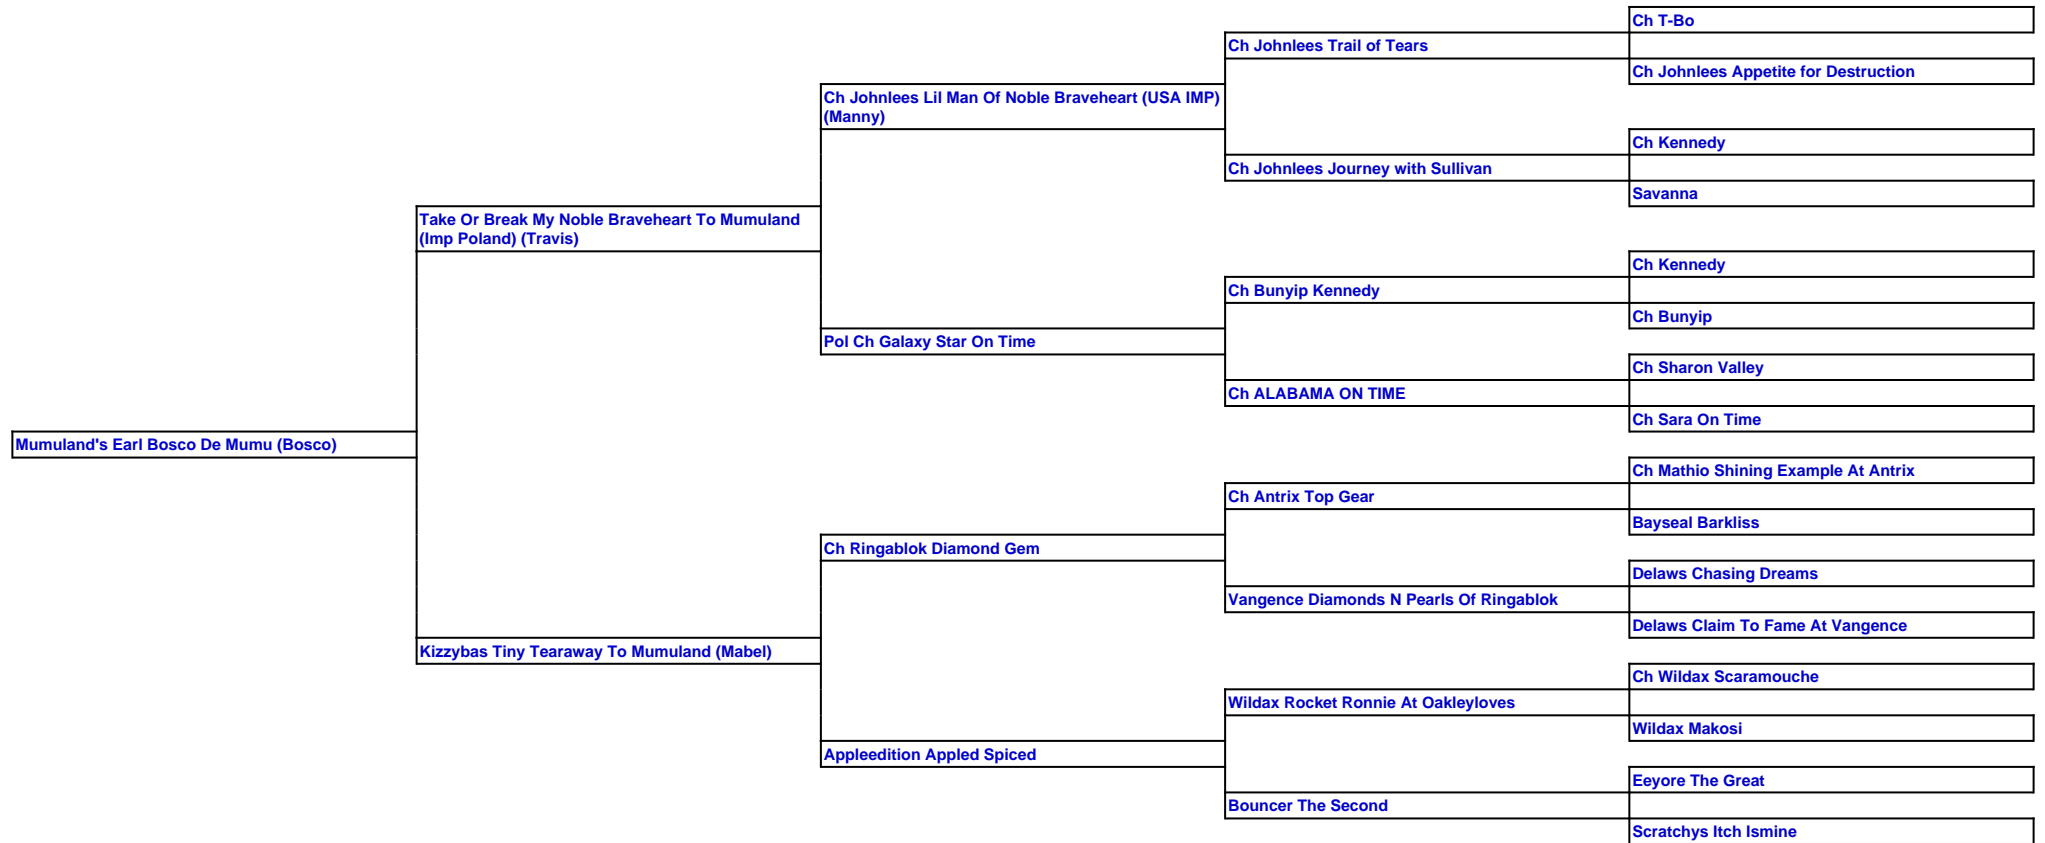 Ch T-Bo
Ch Johnlees Trail of Tears
Ch Johnlees Appetite for Destruction
Ch Johnlees Lil Man Of Noble Braveheart (USA IMP)
(Manny)
Ch Kennedy
Ch Johnlees Journey with Sullivan
Savanna
Take Or Break My Noble Braveheart To Mumuland
(Imp Poland) (Travis)
Ch Kennedy
Ch Bunyip Kennedy
Ch Bunyip
Pol Ch Galaxy Star On Time
Ch Sharon Valley
Ch ALABAMA ON TIME
Ch Sara On Time
Mumuland's Earl Bosco De Mumu (Bosco)
Ch Mathio Shining Example At Antrix
Ch Antrix Top Gear
Bayseal Barkliss
Ch Ringablok Diamond Gem
Delaws Chasing Dreams
Vangence Diamonds N Pearls Of Ringablok
Delaws Claim To Fame At Vangence
Kizzybas Tiny Tearaway To Mumuland (Mabel)
Ch Wildax Scaramouche
Wildax Rocket Ronnie At Oakleyloves
Wildax Makosi
Appleedition Appled Spiced
Eeyore The Great
Bouncer The Second
Scratchys Itch Ismine